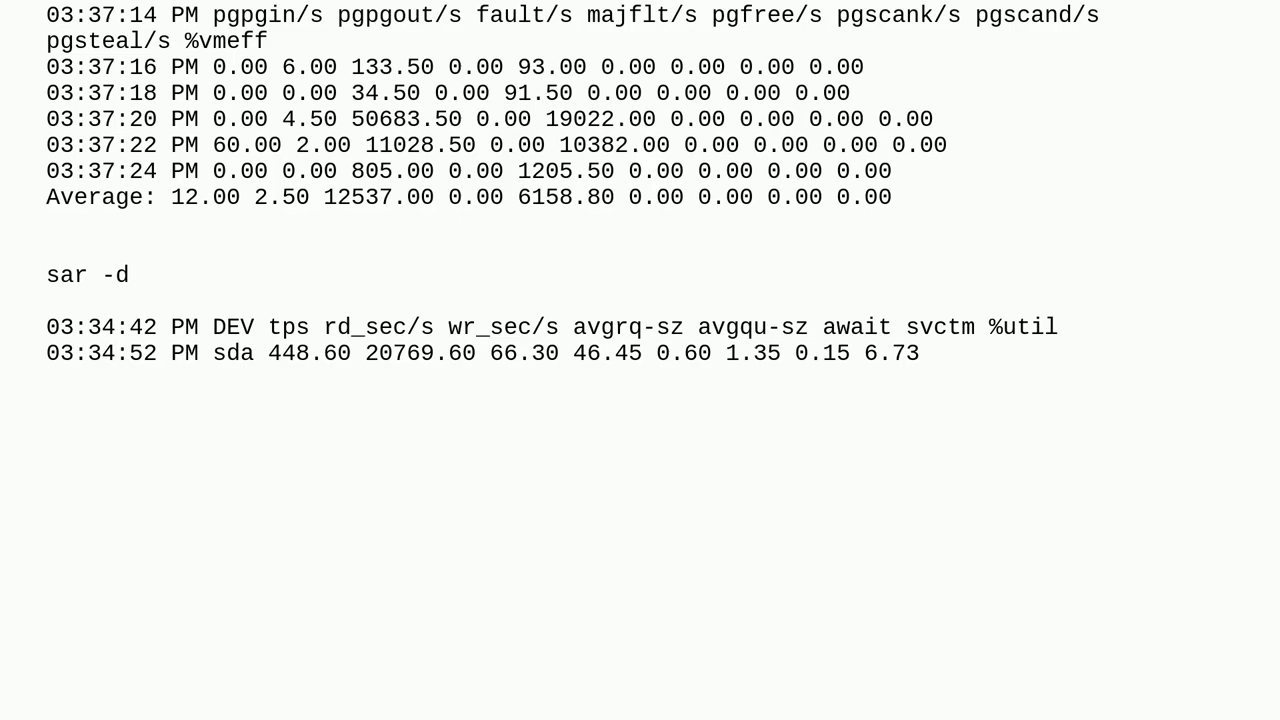 03:37:14 PM pgpgin/s pgpgout/s fault/s majflt/s pgfree/s pgscank/s pgscand/s
pgsteal/s %vmeff
03:37:16 PM 0.00 6.00 133.50 0.00 93.00 0.00 0.00 0.00 0.00
03:37:18 PM 0.00 0.00 34.50 0.00 91.50 0.00 0.00 0.00 0.00
03:37:20 PM 0.00 4.50 50683.50 0.00 19022.00 0.00 0.00 0.00 0.00
03:37:22 PM 60.00 2.00 11028.50 0.00 10382.00 0.00 0.00 0.00 0.00
03:37:24 PM 0.00 0.00 805.00 0.00 1205.50 0.00 0.00 0.00 0.00
Average: 12.00 2.50 12537.00 0.00 6158.80 0.00 0.00 0.00 0.00
sar -d
03:34:42 PM DEV tps rd_sec/s wr_sec/s avgrq-sz avgqu-sz await svctm %util
03:34:52 PM sda 448.60 20769.60 66.30 46.45 0.60 1.35 0.15 6.73